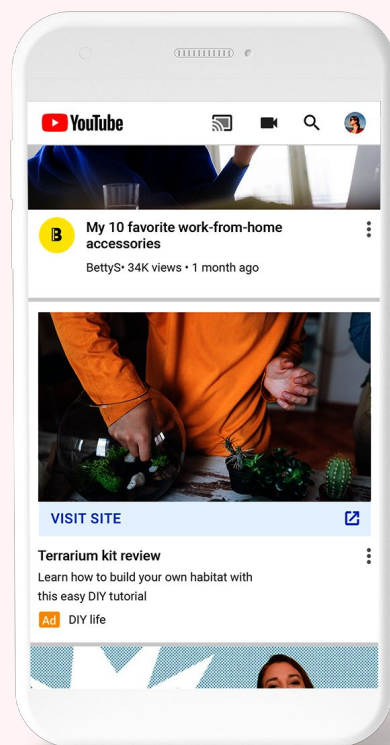 YouTube
B
My 10 favorite work-from-home
accessories
BettyS• 34K views • 1 month ago
VISIT SITE
Terrarium kit review
Learn how to build your own habitat with
this easy DIY tutorial
Ad DIY life